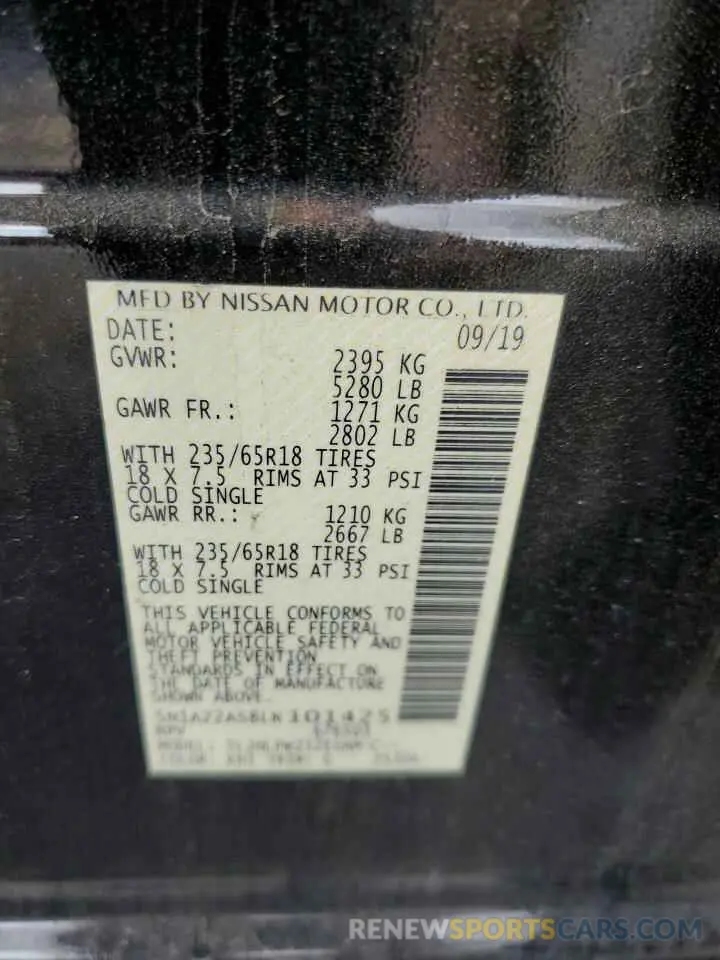 MFD BY NISSAN MOTOR CO., LTD.
DATE: 09/19
GVWR: 2395 KG
5280 LB
GAWR FR.: 1271 KG
2802 LB
WITH 235/65R18 TIRES
18 X 7.5 RIMS AT 33 PSI
COLD SINGLE
GAWR RR.: 1210 KG
2667 LB
WITH 235/65R18 TIRES
18 X 7.5 RIMS AT 33 PSI
COLD SINGLE
THIS VEHICLE CONFORMS TO
ALL APPLICABLE FEDERAL
MOTOR VEHICLE SAFETY AND
THEFT PREVENTION
STANDARDS IN EFFECT ON
THE DATE OF MANUFACTURE
SHOWN ABOVE.
MPV
MODEL:
COLOR:
RENEWSPORTSCARS.COM